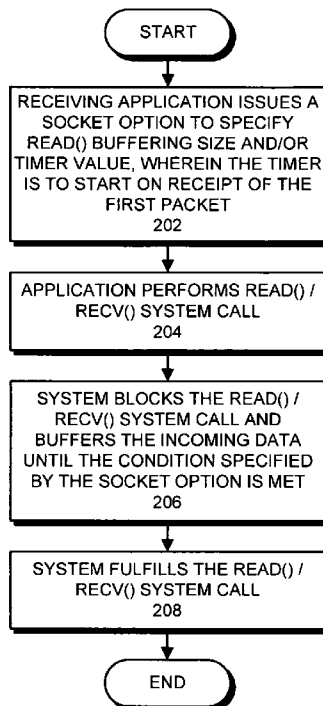 START
RECEIVING APPLICATION ISSUES A
SOCKET OPTION TO SPECIFY
READ() BUFFERING SIZE AND/OR
TIMER VALUE, WHEREIN THE TIMER
IS TO START ON RECEIPT OF THE
FIRST PACKET
202
APPLICATION PERFORMS READ() /
RECV() SYSTEM CALL
204
SYSTEM BLOCKS THE READ() /
RECV() SYSTEM CALL AND
BUFFERS THE INCOMING DATA
UNTIL THE CONDITION SPECIFIED
BY THE SOCKET OPTION IS MET
206
SYSTEM FULFILLS THE READ() /
RECV() SYSTEM CALL
208
END